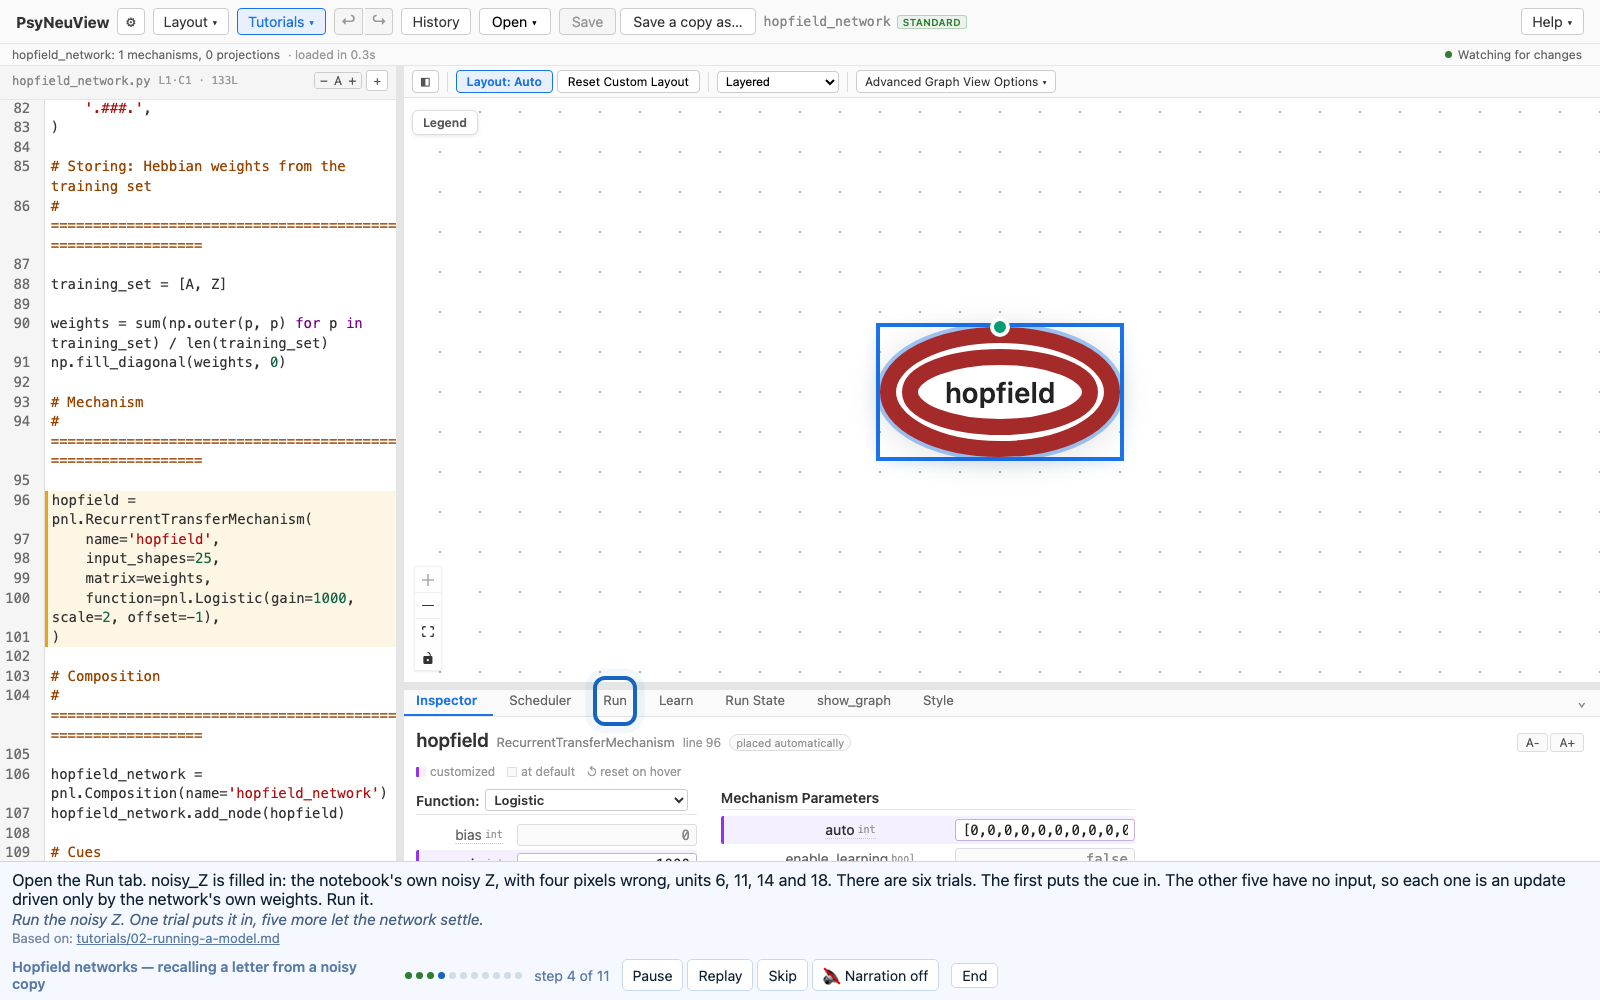 PsyNeuView ⚙ Layout ▾ Tutorials ▾ ↩ ↪ History Open ▾ Save Save a copy as... hopfield_network STANDARD Help ▾
hopfield_network: 1 mechanisms, 0 projections · loaded in 0.3s Watching for changes
hopfield_network.py L1·C1 · 133L − A + +
Layout: Auto Reset Custom Layout Layered Advanced Graph View Options ▾
Legend
82 '.###.',
83 )
84
85 # Storing: Hebbian weights from the
training set
86 #
=========================================
==================
87
88 training_set = [A, Z]
89
90 weights = sum(np.outer(p, p) for p in
training_set) / len(training_set)
91 np.fill_diagonal(weights, 0)
92
93 # Mechanism
94 #
=========================================
==================
95
96 hopfield =
pnl.RecurrentTransferMechanism(
97 name='hopfield',
98 input_shapes=25,
99 matrix=weights,
100 function=pnl.Logistic(gain=1000,
scale=2, offset=-1),
101 )
102
103 # Composition
104 #
=========================================
==================
105
106 hopfield_network =
pnl.Composition(name='hopfield_network')
107 hopfield_network.add_node(hopfield)
108
109 # Cues
hopfield
Inspector Scheduler Run Learn Run State show_graph Style
hopfield RecurrentTransferMechanism line 96 placed automatically A- A+
customized at default ↺ reset on hover
Function: Logistic
bias int 0
1000
Mechanism Parameters
auto int [0,0,0,0,0,0,0,0,0,0
enable_learning bool false
Open the Run tab. noisy_Z is filled in: the notebook's own noisy Z, with four pixels wrong, units 6, 11, 14 and 18. There are six trials. The first puts the cue in. The other five have no input, so each one is an update
driven only by the network's own weights. Run it.
Run the noisy Z. One trial puts it in, five more let the network settle.
Based on: tutorials/02-running-a-model.md
Hopfield networks — recalling a letter from a noisy
copy
step 4 of 11 Pause Replay Skip Narration off End